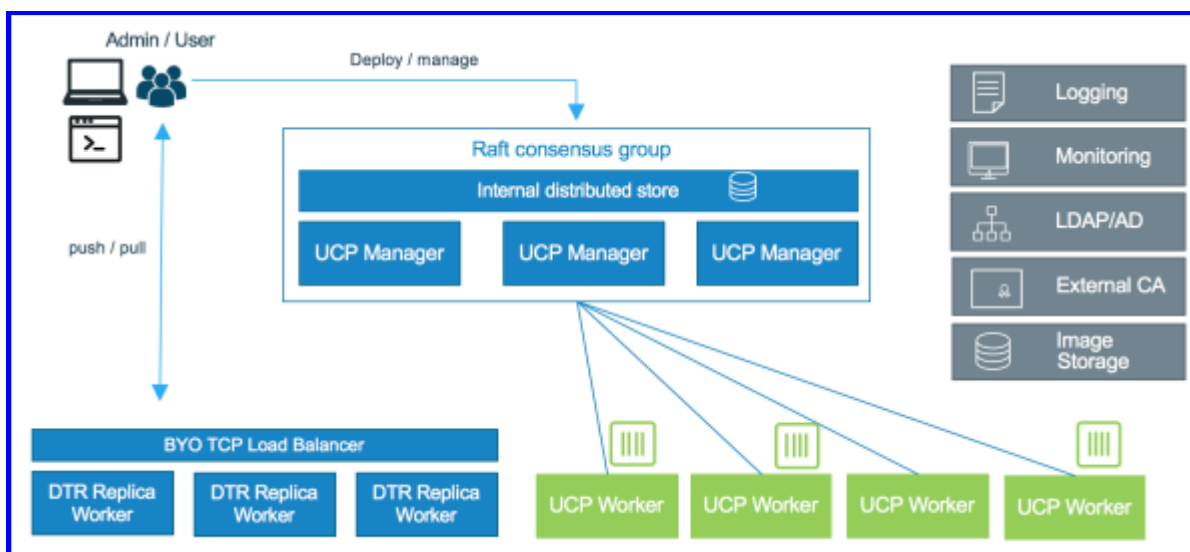 Admin / User
Deploy / manage
push / pull
Raft consensus group
Internal distributed store
UCP Manager
UCP Manager
UCP Manager
Logging
Monitoring
LDAP/AD
External CA
Image
Storage
BYO TCP Load Balancer
DTR Replica
Worker
DTR Replica
Worker
DTR Replica
Worker
UCP Worker
UCP Worker
UCP Worker
UCP Worker